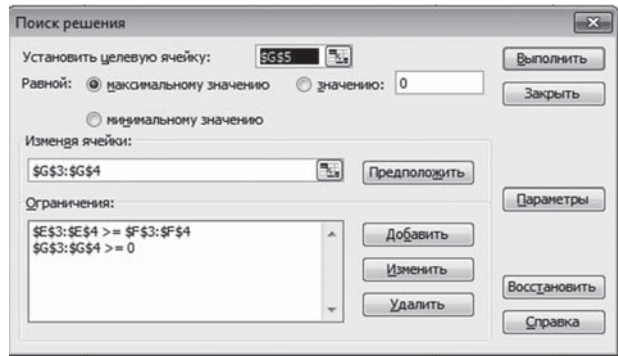 Поиск решения
Установить целевую ячейку: $G$5
Выполнить
Равной: максимальному значению значению: 0
Закрыть
минимальному значению
Изменяя ячейки:
$G$3:$G$4
Предположить
Ограничения:
Параметры
$E$3:$E$4 >= $F$3:$F$4
$G$3:$G$4 >= 0
Добавить
Изменить
Удалить
Восстановить
Справка